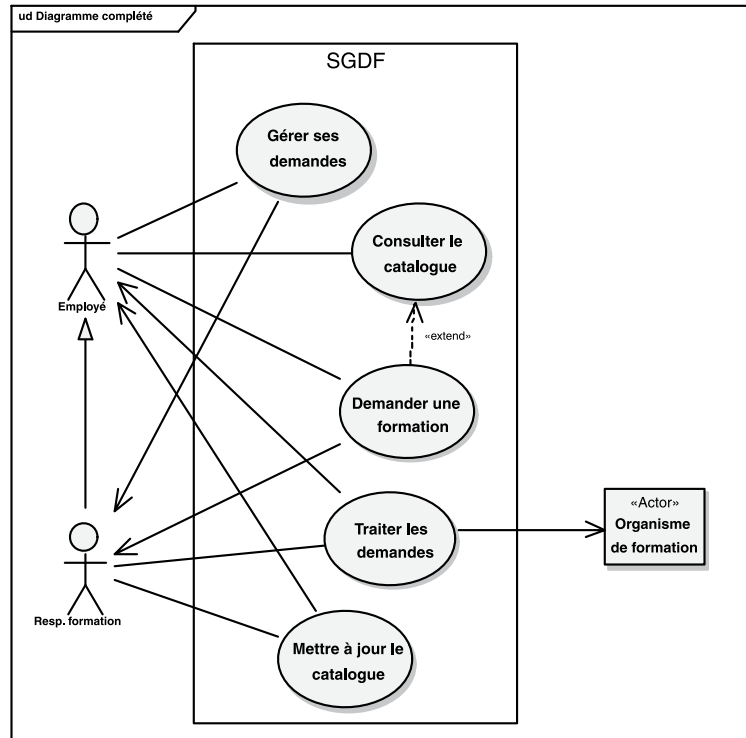 ud Diagramme complété
SGDF
Gérer ses
demandes
Consulter le
catalogue
Employé
«extend»
Demander une
formation
«Actor»
Organisme
de formation
Traiter les
demandes
Resp. formation
Mettre à jour le
catalogue